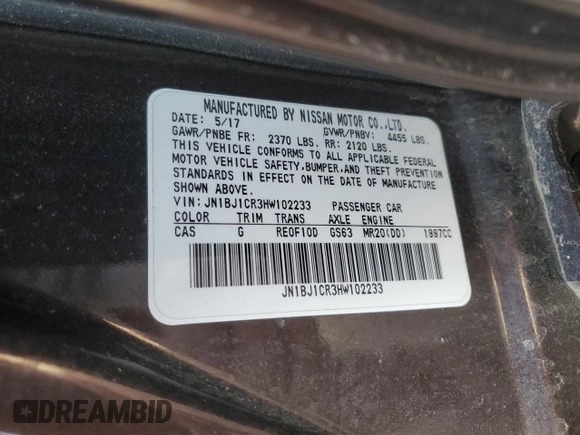 MANUFACTURED BY NISSAN MOTOR CO.,LTD.
DATE: 5/17 GVWR/PNBV: 4455 LBS.
GAWR/PNBE FR: 2370 LBS. RR: 2120 LBS.
THIS VEHICLE CONFORMS TO ALL APPLICABLE FEDERAL
MOTOR VEHICLE SAFETY,BUMPER,AND THEFT PREVENTION
STANDARDS IN EFFECT ON THE DATE OF MANUFACTURE
SHOWN ABOVE.
VIN:JN1BJ1CR3HW102233 PASSENGER CAR
COLOR TRIM TRANS AXLE ENGINE
CAS G RE0F10D GS63 MR20(DD) 1997CC
JN1BJ1CR3HW102233
DREAMBID